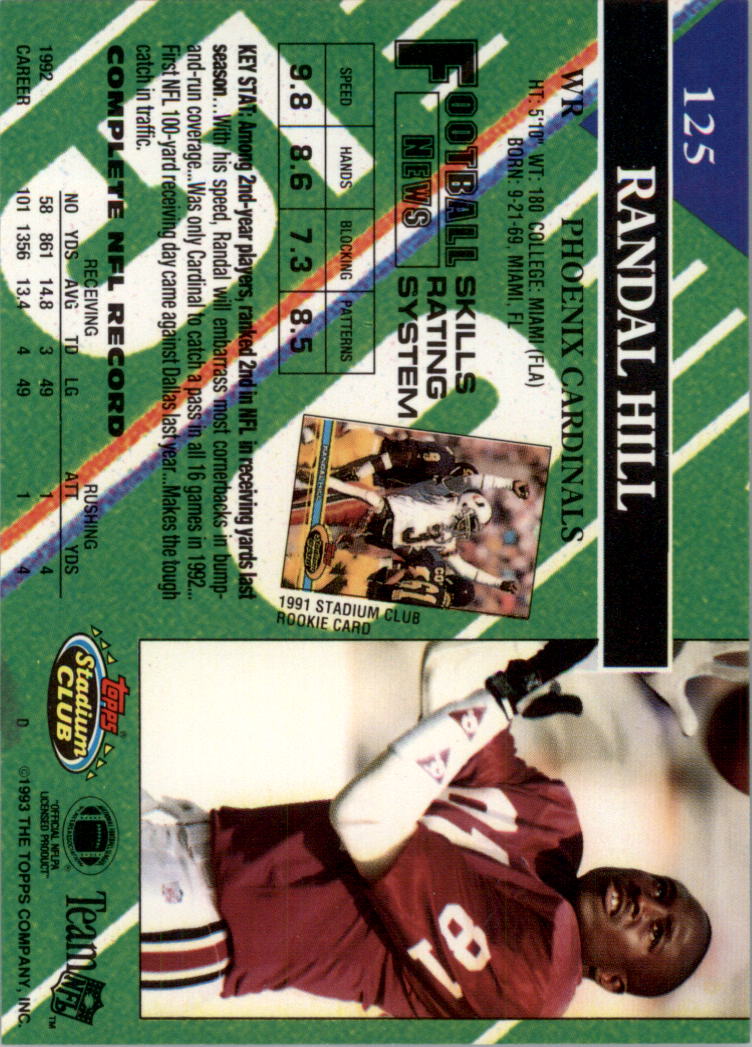 125
RANDAL HILL
WR PHOENIX CARDINALS
HT: 5'10" WT: 180 COLLEGE: MIAMI (FLA)
BORN: 9-21-69, MIAMI, FL
FOOTBALL
NEWS
SKILLS
RATING
SYSTEM
SPEED HANDS BLOCKING PATTERNS
9.8 8.6 7.3 8.5
1991 STADIUM CLUB
ROOKIE CARD
KEY STAT: Among 2nd-year players, ranked 2nd in NFL in receiving yards last
season...With his speed, Randal will embarrass most cornerbacks in bump-
and-run coverage...Was only Cardinal to catch a pass in all 16 games in 1992...
First NFL 100-yard receiving day came against Dallas last year...Makes the tough
catch in traffic.
COMPLETE NFL RECORD
RECEIVING RUSHING
NO YDS AVG TD LG ATT YDS
1992 58 861 14.8 3 49 1 4
CAREER 101 1356 13.4 4 49 1 4
81
Topps®
Stadium
CLUB
D
"OFFICIAL NFLPA
LICENSED PRODUCT"
Team NFL™
©1993 THE TOPPS COMPANY, INC.